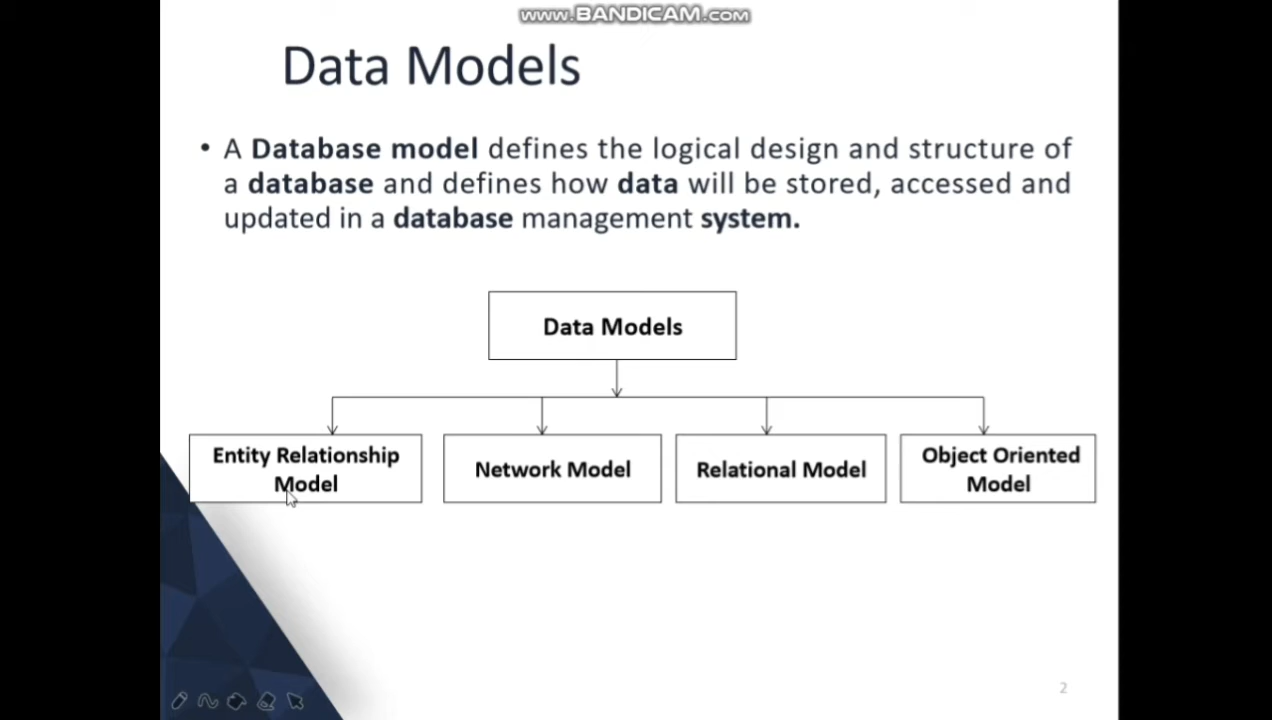 www.BANDICAM.com
Data Models
• A Database model defines the logical design and structure of
a database and defines how data will be stored, accessed and
updated in a database management system.
Data Models
Entity Relationship
Model
Network Model
Relational Model
Object Oriented
Model
2